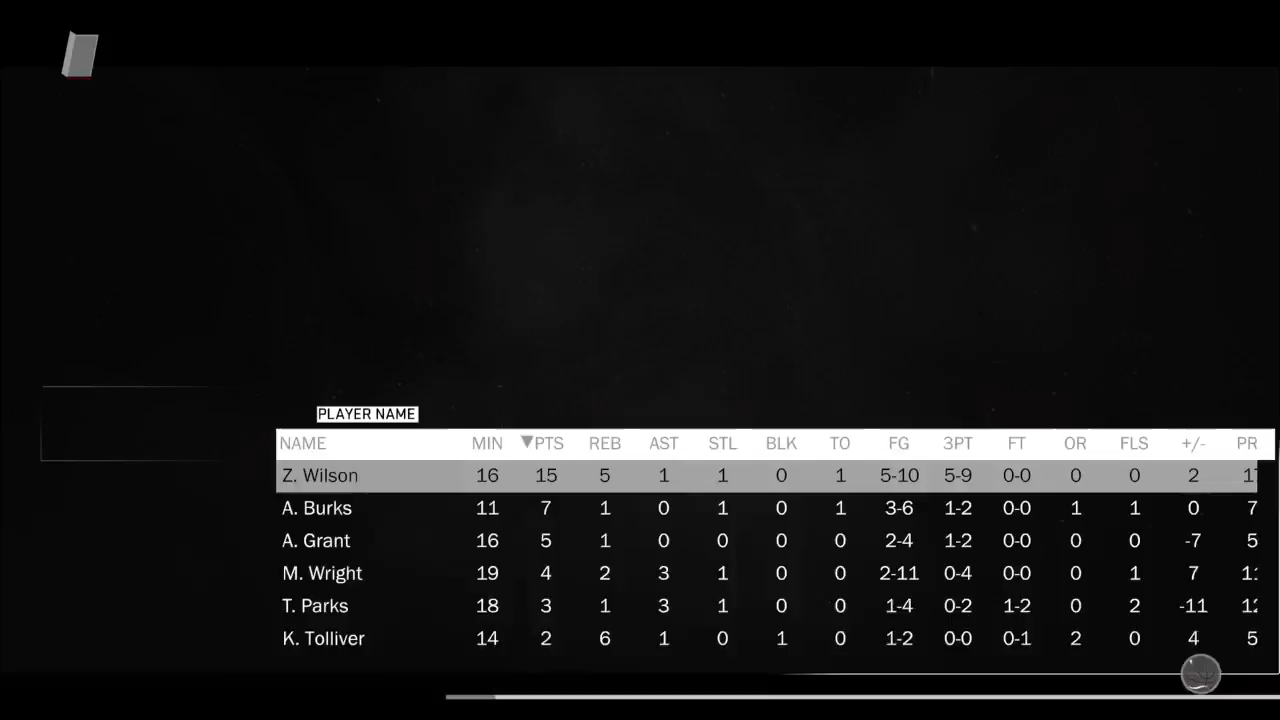 PLAYER NAME
NAME MIN ▼PTS REB AST STL BLK TO FG 3PT FT OR FLS +/- PR
Z. Wilson 16 15 5 1 1 0 1 5-10 5-9 0-0 0 0 2
A. Burks 11 7 1 0 1 0 1 3-6 1-2 0-0 1 1 0 7
A. Grant 16 5 1 0 0 0 0 2-4 1-2 0-0 0 0 -7 5
M. Wright 19 4 2 3 1 0 0 2-11 0-4 0-0 0 1 7
T. Parks 18 3 1 3 1 0 0 1-4 0-2 1-2 0 2 -11
K. Tolliver 14 2 6 1 0 1 0 1-2 0-0 0-1 2 0 4 5